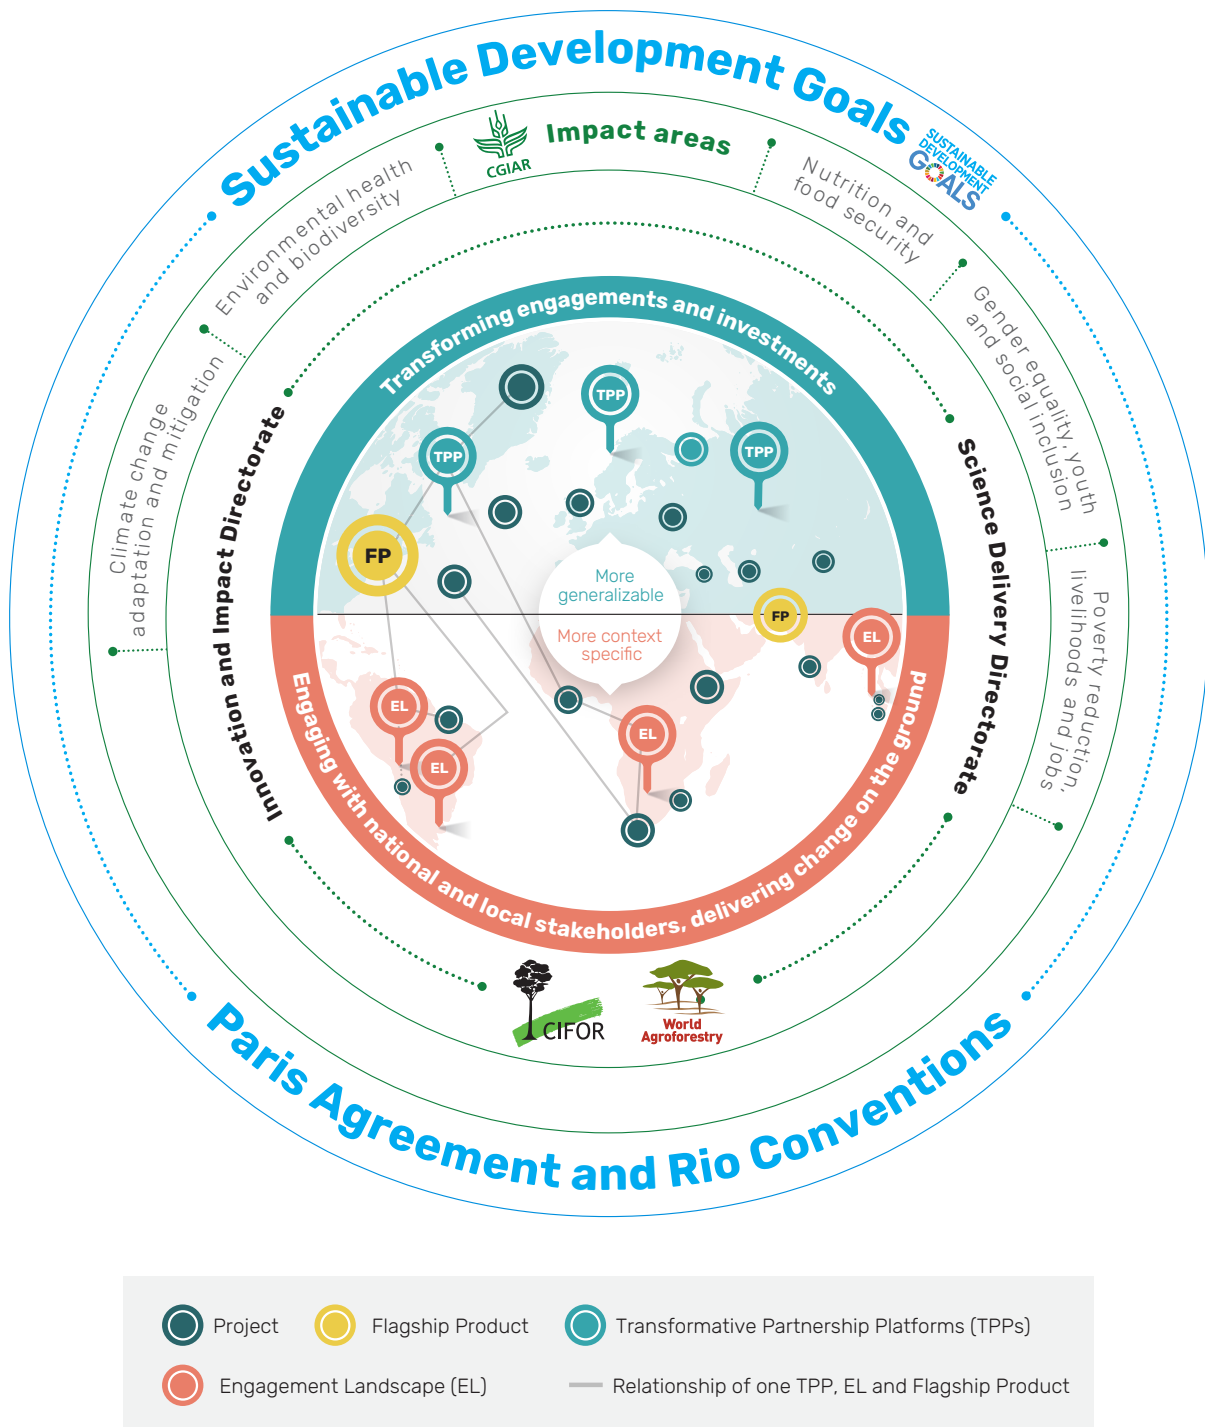 Sustainable Development Goals
SUSTAINABLE
DEVELOPMENT
GOALS
CGIAR
Impact areas
Environmental health
and biodiversity
Nutrition and
food security
Climate change
adaptation and mitigation
Gender equality, youth
and social inclusion
Poverty reduction,
livelihoods and jobs
Innovation and Impact Directorate
Science Delivery Directorate
Transforming engagements and investments
TPP
TPP
TPP
FP
More
generalizable
More context
specific
FP
EL
EL
EL
EL
Engaging with national and local stakeholders, delivering change on the ground
CIFOR
World
Agroforestry
Paris Agreement and Rio Conventions
Project
Flagship Product
Transformative Partnership Platforms (TPPs)
Engagement Landscape (EL)
Relationship of one TPP, EL and Flagship Product